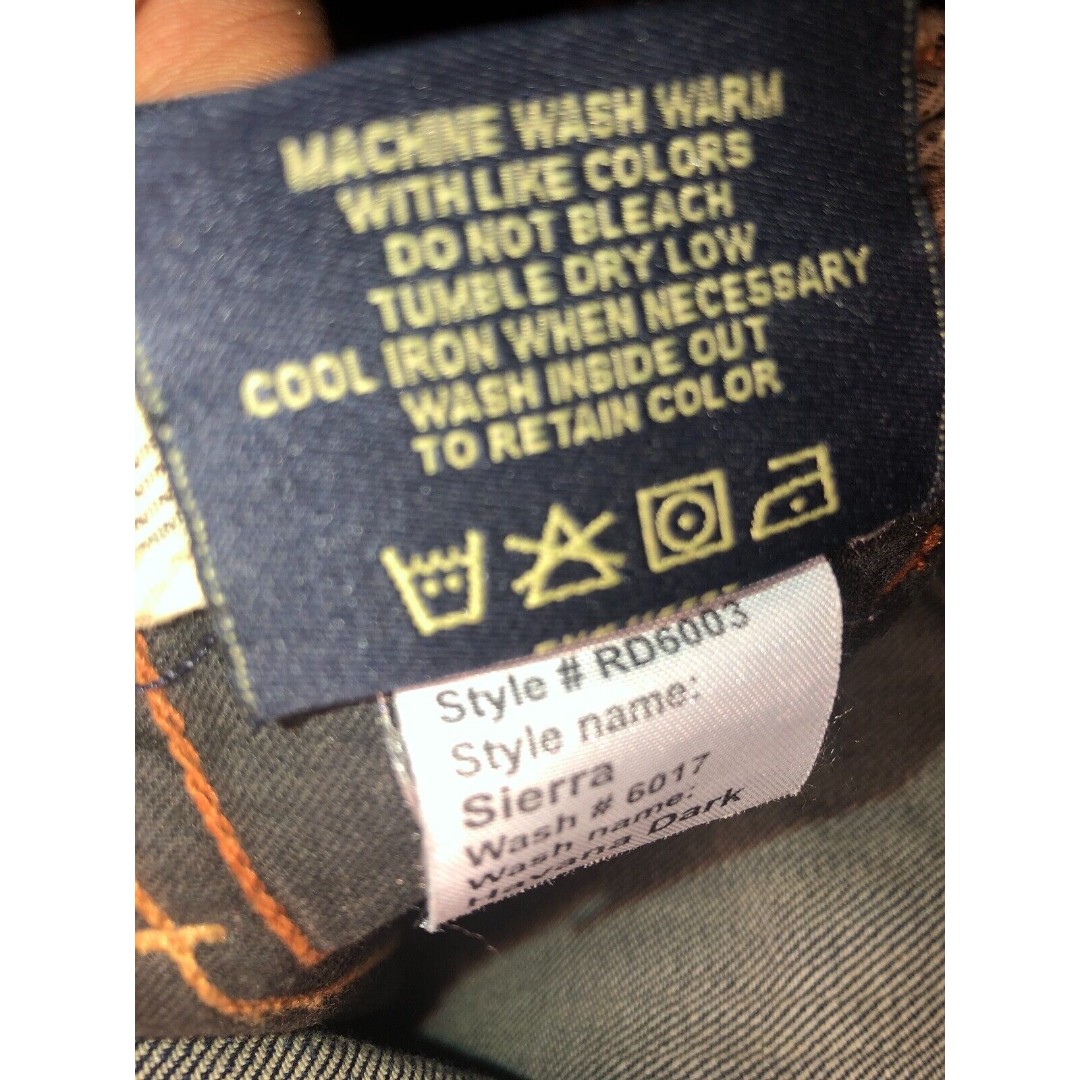 MACHINE WASH WARM
WITH LIKE COLORS
DO NOT BLEACH
TUMBLE DRY LOW
COOL IRON WHEN NECESSARY
WASH INSIDE OUT
TO RETAIN COLOR
Style # RD6003
Style name:
Sierra
Wash # 6017
Wash name:
Havana Dark